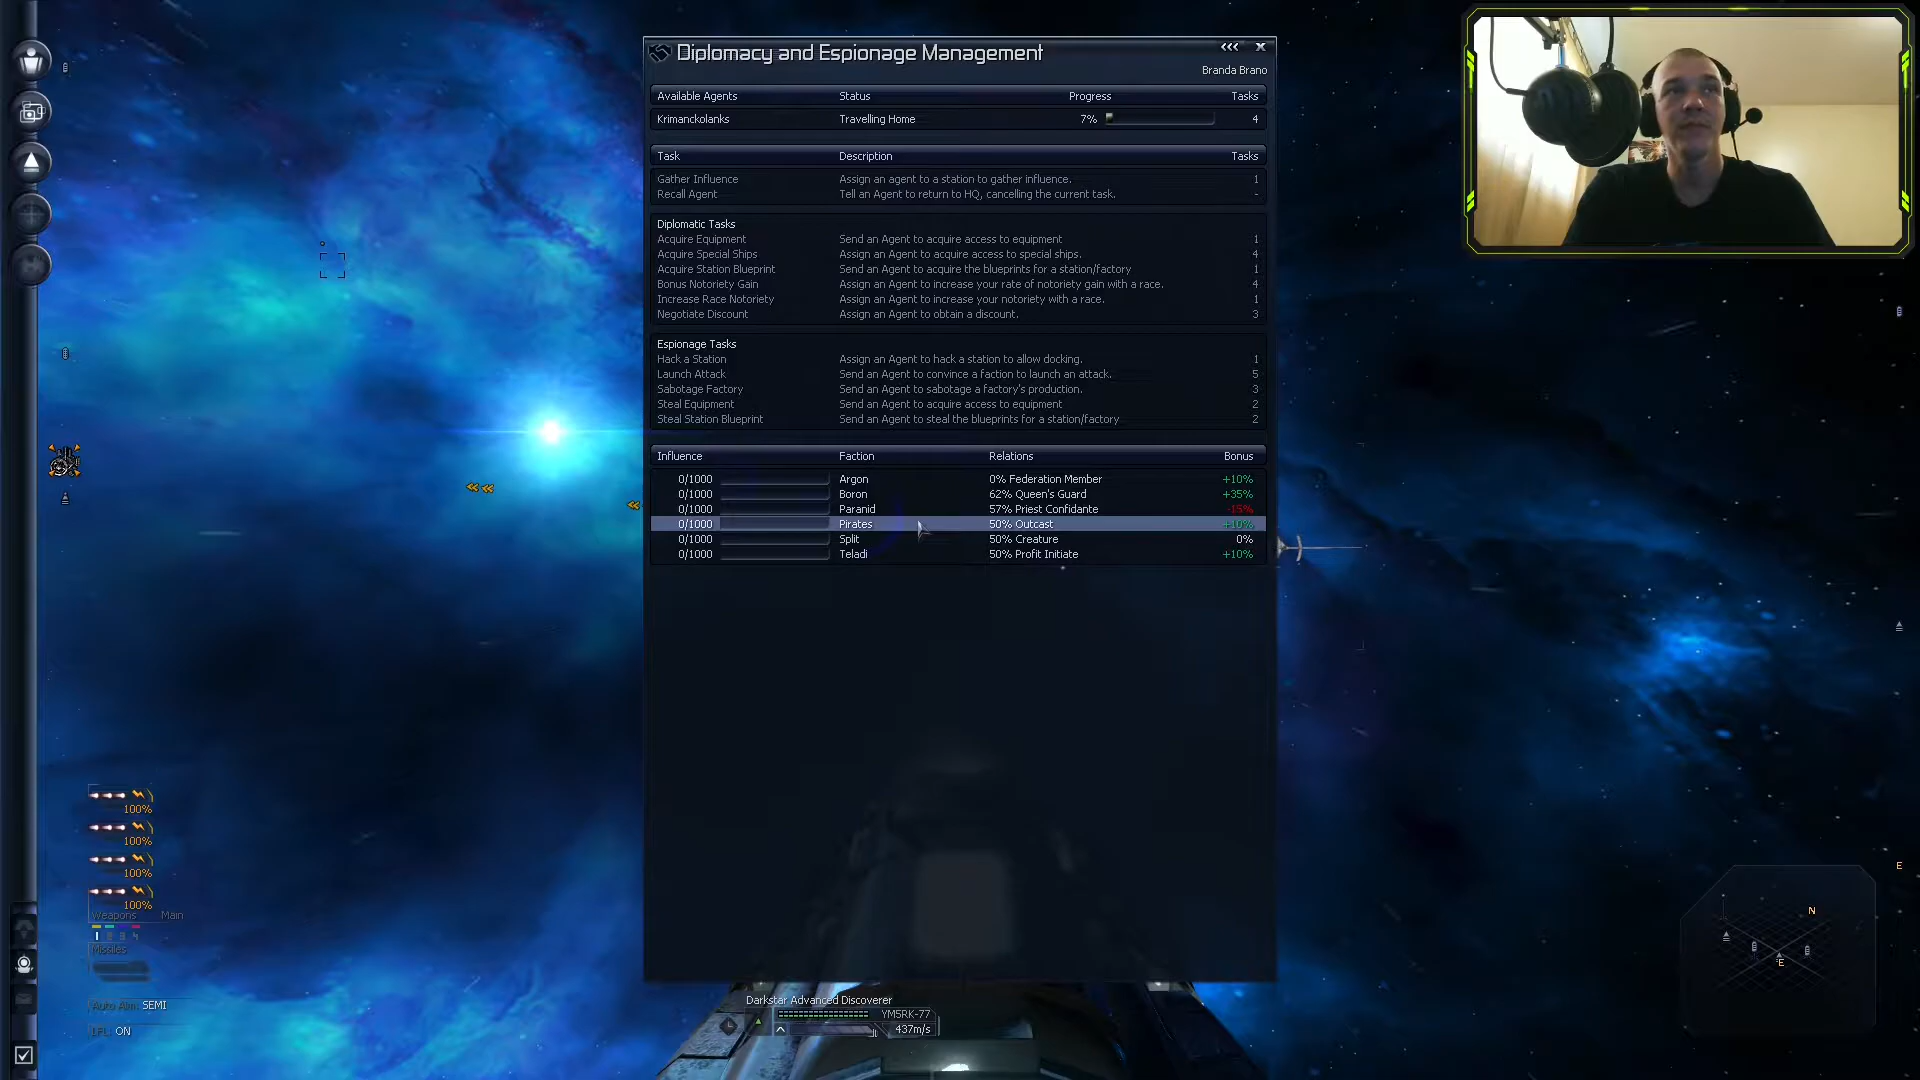 Diplomacy and Espionage Management
Branda Brano
Available Agents Status Progress Tasks
Krimanckolanks Travelling Home 7% 4
Task Description Tasks
Gather Influence Assign an agent to a station to gather influence. 1
Recall Agent Tell an Agent to return to HQ, cancelling the current task. -
Diplomatic Tasks
Acquire Equipment Send an Agent to acquire access to equipment 1
Acquire Special Ships Assign an Agent to acquire access to special ships. 4
Acquire Station Blueprint Send an Agent to acquire the blueprints for a station/factory 1
Bonus Notoriety Gain Assign an Agent to increase your rate of notoriety gain with a race. 4
Increase Race Notoriety Assign an Agent to increase your notoriety with a race. 1
Negotiate Discount Assign an Agent to obtain a discount. 3
Espionage Tasks
Hack a Station Assign an Agent to hack a station to allow docking. 1
Launch Attack Send an Agent to convince a faction to launch an attack. 5
Sabotage Factory Send an Agent to sabotage a factory's production. 3
Steal Equipment Send an Agent to acquire access to equipment 2
Steal Station Blueprint Send an Agent to steal the blueprints for a station/factory 2
Influence Faction Relations Bonus
0/1000 Argon 0% Federation Member +10%
0/1000 Boron 62% Queen's Guard +35%
0/1000 Paranid 57% Priest Confidante -15%
0/1000 Pirates 50% Outcast +10%
0/1000 Split 50% Creature 0%
0/1000 Teladi 50% Profit Initiate +10%
100%
100%
100%
100%
Weapons Main
1 2 3 4
Missiles
Auto Aim: SEMI
LFL: ON
Darkstar Advanced Discoverer
YM5RK-77
437m/s
E
N
E